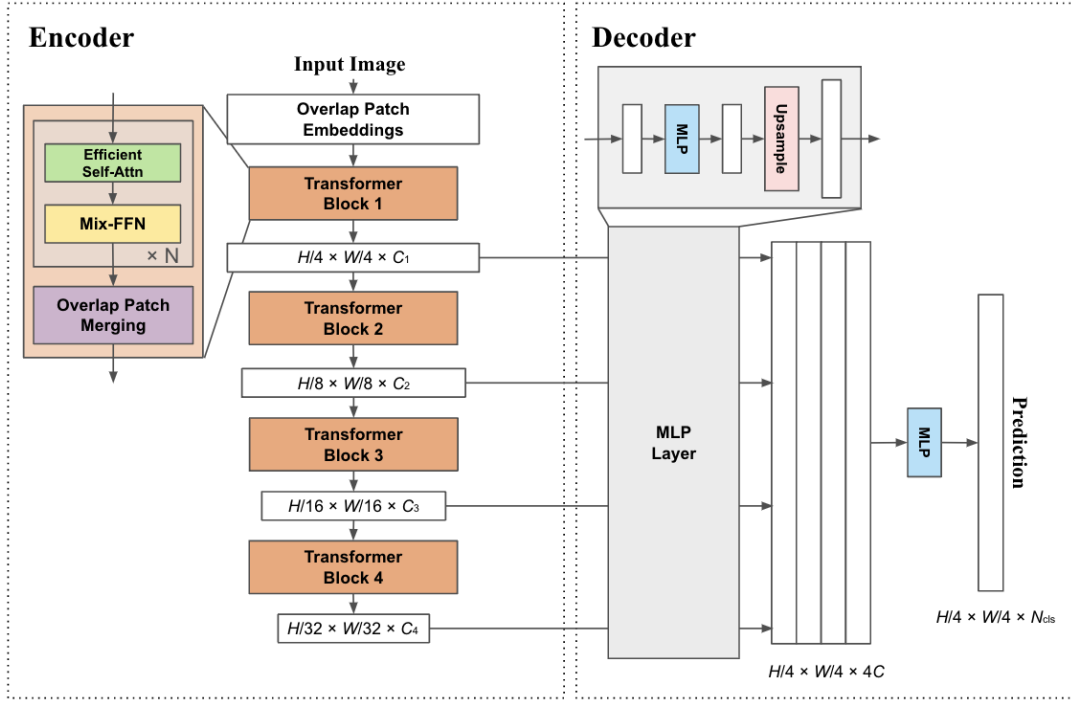 Encoder
Input Image
Overlap Patch
Embeddings
Efficient
Self-Attn
Mix-FFN
× N
Overlap Patch
Merging
Transformer
Block 1
H/4 × W/4 × C₁
Transformer
Block 2
H/8 × W/8 × C₂
Transformer
Block 3
H/16 × W/16 × C₃
Transformer
Block 4
H/32 × W/32 × C₄
Decoder
MLP
Upsample
MLP
Layer
H/4 × W/4 × 4C
MLP
Prediction
H/4 × W/4 × Ncls